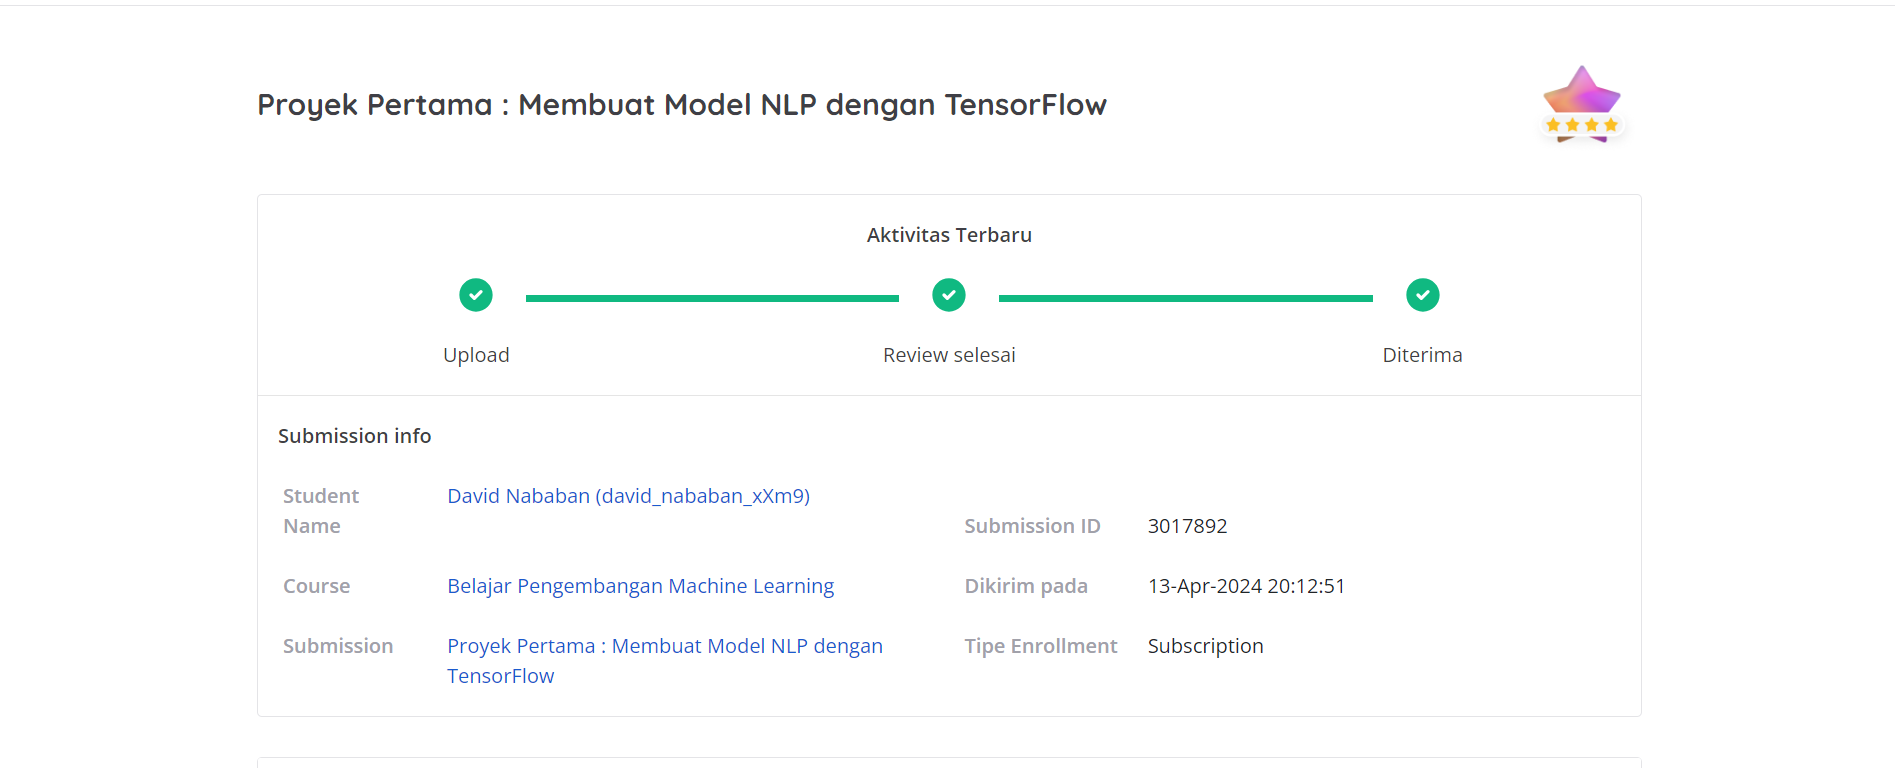 Proyek Pertama : Membuat Model NLP dengan TensorFlow
Aktivitas Terbaru
Upload
Review selesai
Diterima
Submission info
Student
Name
David Nababan (david_nababan_xXm9)
Submission ID
3017892
Course
Belajar Pengembangan Machine Learning
Dikirim pada
13-Apr-2024 20:12:51
Submission
Proyek Pertama : Membuat Model NLP dengan
TensorFlow
Tipe Enrollment
Subscription